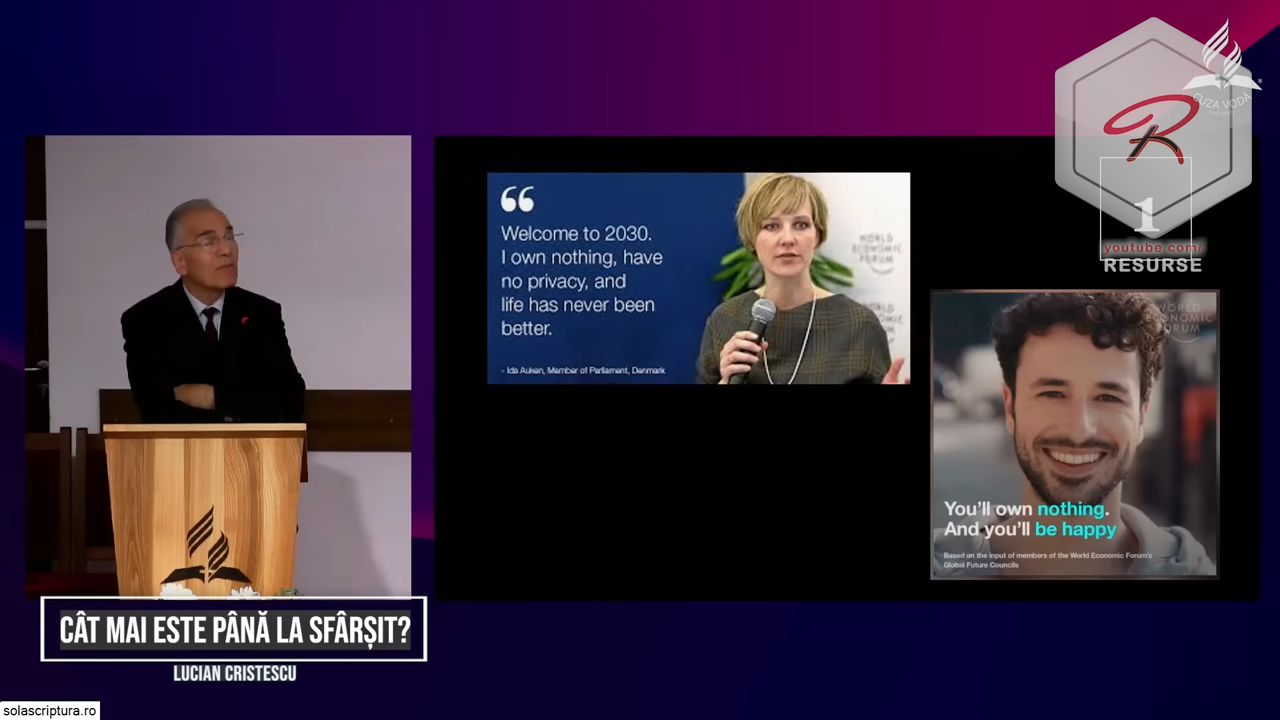 CUZA VODĂ
R
1
youtube com/
RESURSE
“
Welcome to 2030.
I own nothing, have
no privacy, and
life has never been
better.
- Ida Auken, Member of Parliament, Denmark
WORLD
ECONOMIC
FORUM
WORLD
ECONOMIC
FORUM
You'll own nothing.
And you'll be happy
Based on the input of members of the World Economic Forum's
Global Future Councils
CÂT MAI ESTE PÂNĂ LA SFÂRȘIT?
LUCIAN CRISTESCU
solascriptura.ro